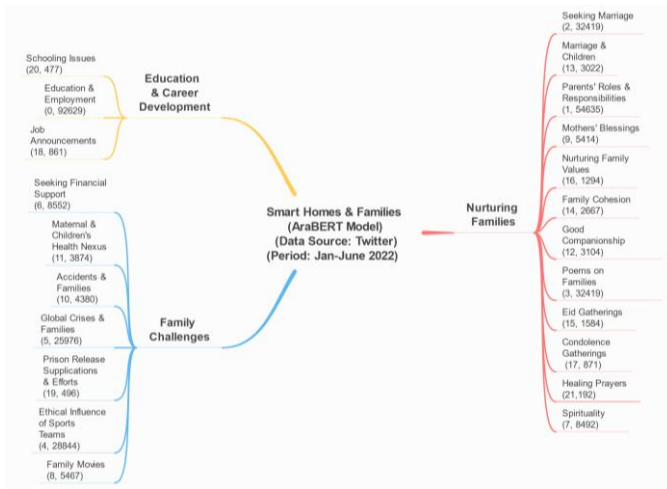 Smart Homes & Families
(AraBERT Model)
(Data Source: Twitter)
(Period: Jan-June 2022)
Education
& Career
Development
Schooling Issues
(20, 477)
Education &
Employment
(0, 92629)
Job
Announcements
(18, 861)
Family
Challenges
Seeking Financial
Support
(6, 8552)
Maternal &
Children's
Health Nexus
(11, 3874)
Accidents &
Families
(10, 4380)
Global Crises &
Families
(5, 25976)
Prison Release
Supplications
& Efforts
(19, 496)
Ethical Influence
of Sports
Teams
(4, 28844)
Family Movies
(8, 5467)
Nurturing
Families
Seeking Marriage
(2, 32419)
Marriage &
Children
(13, 3022)
Parents' Roles &
Responsibilities
(1, 54635)
Mothers' Blessings
(9, 5414)
Nurturing Family
Values
(16, 1294)
Family Cohesion
(14, 2667)
Good
Companionship
(12, 3104)
Poems on
Families
(3, 32419)
Eid Gatherings
(15, 1584)
Condolence
Gatherings
(17, 871)
Healing Prayers
(21,192)
Spirituality
(7, 8492)